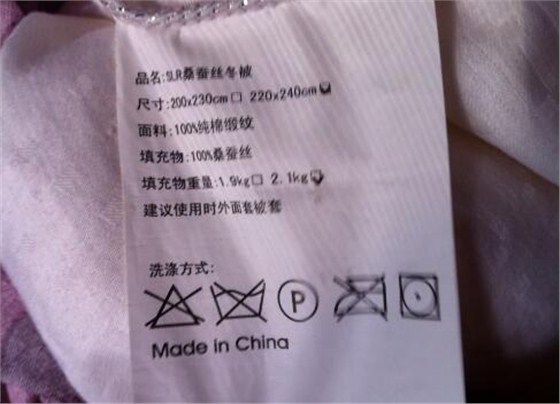 品名:SLR桑蚕丝冬被
尺寸:200x230cm□ 220x240cm☑
面料:100%纯棉缎纹
填充物:100%桑蚕丝
填充物重量:1.9kg□ 2.1kg☑
建议使用时外面套被套
洗涤方式:
P
Made in China